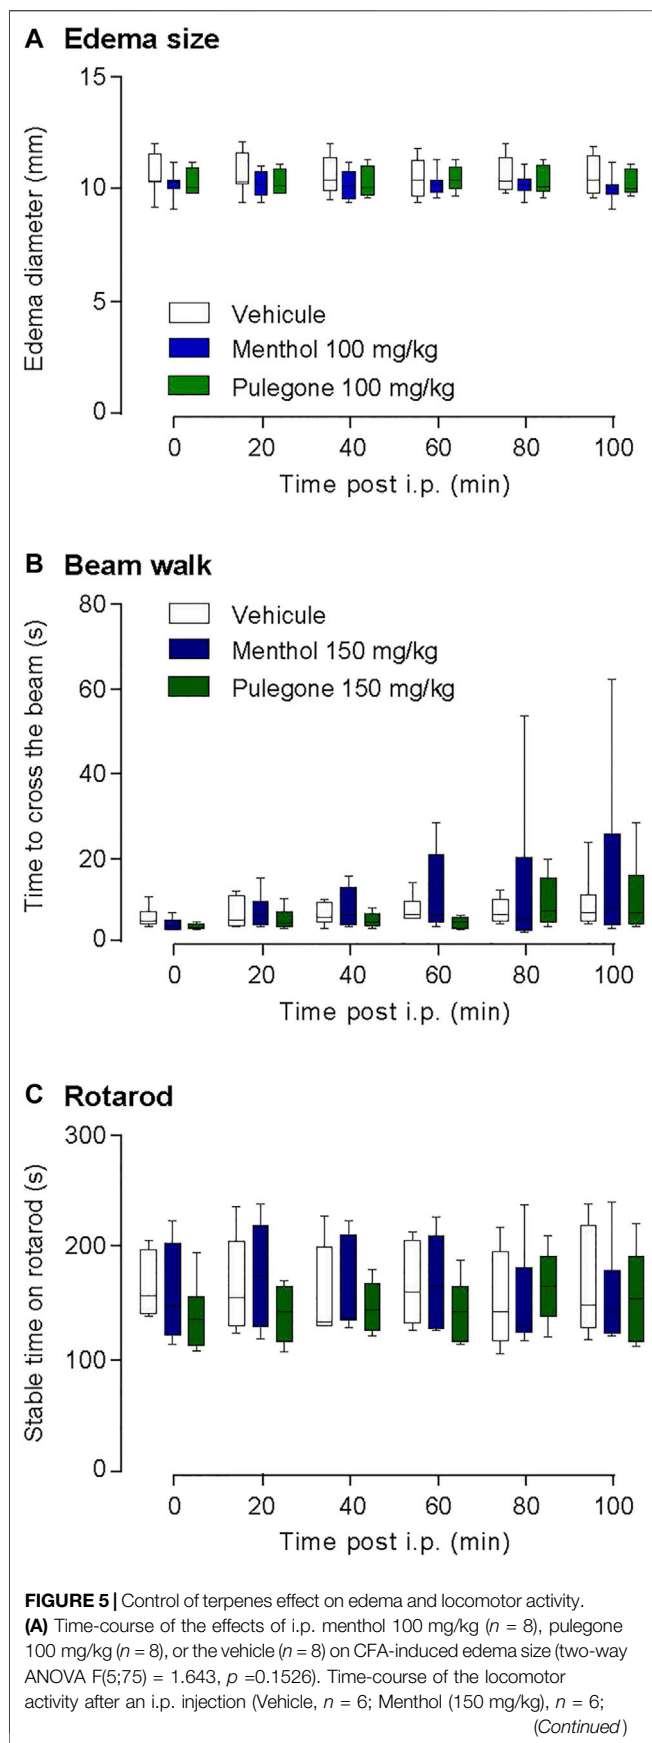 A Edema size
15
10
5
0
Edema diameter (mm)
Vehicule
Menthol 100 mg/kg
Pulegone 100 mg/kg
0 20 40 60 80 100
Time post i.p. (min)
B Beam walk
80
60
40
20
0
Time to cross the beam (s)
Vehicule
Menthol 150 mg/kg
Pulegone 150 mg/kg
0 20 40 60 80 100
Time post i.p. (min)
C Rotarod
300
200
100
0
Stable time on rotarod (s)
0 20 40 60 80 100
Time post i.p. (min)
FIGURE 5 | Control of terpenes effect on edema and locomotor activity.
(A) Time-course of the effects of i.p. menthol 100 mg/kg (n = 8), pulegone
100 mg/kg (n = 8), or the vehicle (n = 8) on CFA-induced edema size (two-way
ANOVA F(5;75) = 1.643, p =0.1526). Time-course of the locomotor
activity after an i.p. injection (Vehicle, n = 6; Menthol (150 mg/kg), n = 6;
(Continued)